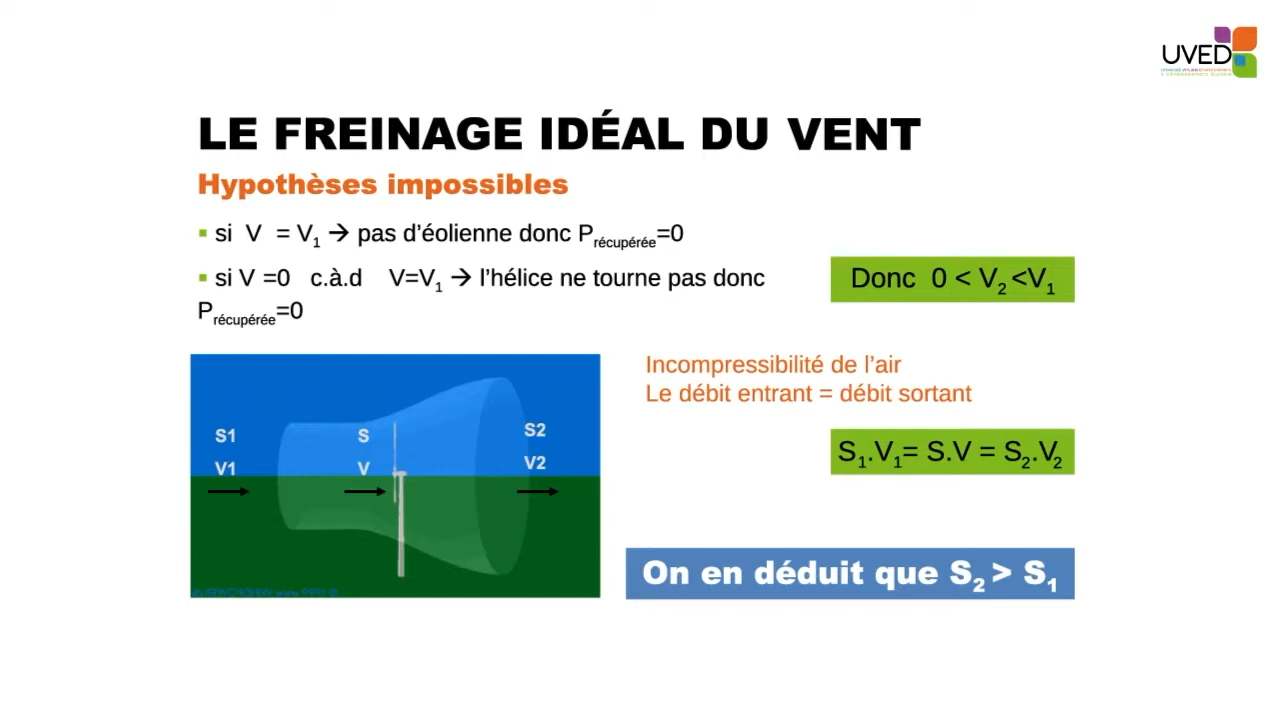 UVED
LE FREINAGE IDÉAL DU VENT
Hypothèses impossibles
▪ si V = V1 → pas d'éolienne donc Précupérée=0
▪ si V =0 c.à.d V=V1 → l'hélice ne tourne pas donc
Précupérée=0
Donc 0 < V2 <V1
Incompressibilité de l'air
Le débit entrant = débit sortant
S1.V1= S.V = S2.V2
S1 S S2
V1 V V2
On en déduit que S2 > S1